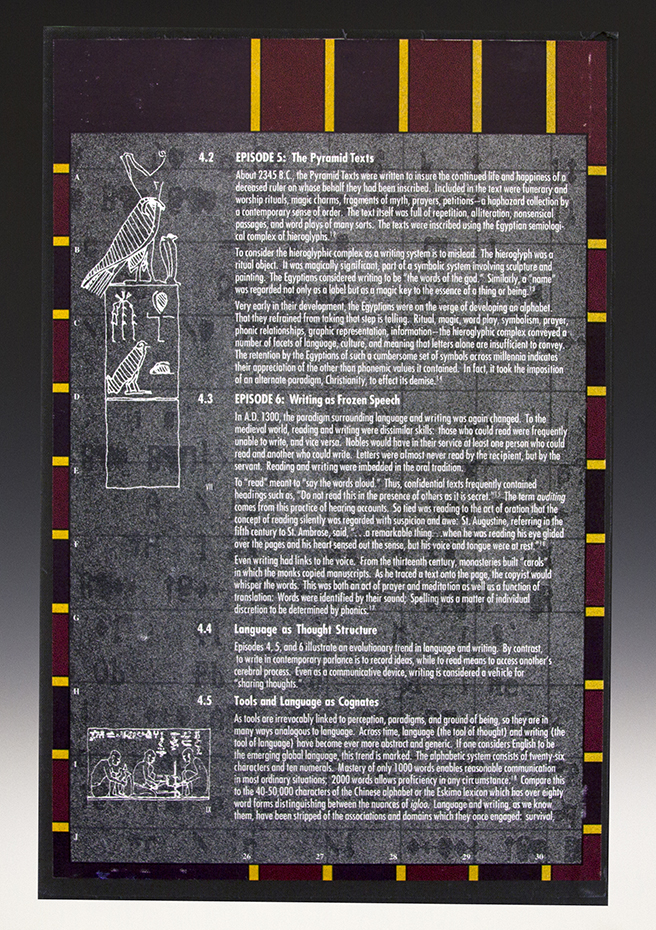 4.2 EPISODE 5: The Pyramid Texts
About 2345 B.C., the Pyramid Texts were written to insure the continued life and happiness of a
deceased ruler on whose behalf they had been inscribed. Included in the text were funerary and
worship rituals, magic charms, fragments of myth, prayers, petitions—a haphazard collection by
a contemporary sense of order. The text itself was full of repetition, alliteration, nonsensical
passages, and word plays of many sorts. The texts were inscribed using the Egyptian semiologi-
cal complex of hieroglyphs.
To consider the hieroglyphic complex as a writing system is to mislead. The hieroglyph was a
ritual object. It was magically significant, part of a symbolic system involving sculpture and
painting. The Egyptians considered writing to be "the words of the god." Similarly, a "name"
was regarded not only as a label but as a magic key to the essence of a thing or being.
Very early in their development, the Egyptians were on the verge of developing an alphabet.
That they refrained from taking that step is telling. Ritual, magic, word play, symbolism, prayer,
phonic relationships, graphic representation, information—the hieroglyphic complex conveyed a
number of facets of language, culture, and meaning that letters alone are insufficient to convey.
The retention by the Egyptians of such a cumbersome set of symbols across millennia indicates
their appreciation of the other than phonemic values it contained. In fact, it took the imposition
of an alternate paradigm, Christianity, to effect its demise.14
4.3 EPISODE 6: Writing as Frozen Speech
In A.D. 1300, the paradigm surrounding language and writing was again changed. To the
medieval world, reading and writing were dissimilar skills: those who could read were frequently
unable to write, and vice versa. Nobles would have in their service at least one person who could
read and another who could write. Letters were almost never read by the recipient, but by the
servant. Reading and writing were imbedded in the oral tradition.
To "read" meant to "say the words aloud." Thus, confidential texts frequently contained
headings such as, "Do not read this in the presence of others as it is secret."15 The term auditing
comes from this practice of hearing accounts. So tied was reading to the act of oration that the
concept of reading silently was regarded with suspicion and awe: St. Augustine, referring in the
fifth century to St. Ambrose, said, ". . .a remarkable thing. . .when he was reading his eye glided
over the pages and his heart sensed out the sense, but his voice and tongue were at rest."16
Even writing had links to the voice. From the thirteenth century, monasteries built "carols"
in which the monks copied manuscripts. As he traced a text onto the page, the copyist would
whisper the words. This was both an act of prayer and meditation as well as a function of
translation: Words were identified by their sound; Spelling was a matter of individual
discretion to be determined by phonics.17
4.4 Language as Thought Structure
Episodes 4, 5, and 6 illustrate an evolutionary trend in language and writing. By contrast,
to write in contemporary parlance is to record ideas, while to read means to access another's
cerebral process. Even as a communicative device, writing is considered a vehicle for
"sharing thoughts."
4.5 Tools and Language as Cognates
As tools are irrevocably linked to perception, paradigms, and ground of being, so they are in
many ways analogous to language. Across time, language (the tool of thought) and writing (the
tool of language) have become ever more abstract and generic. If one considers English to be
the emerging global language, this trend is marked. The alphabetic system consists of twenty-six
characters and ten numerals. Mastery of only 1000 words enables reasonable communication
in most ordinary situations; 2000 words allows proficiency in any circumstance.18 Compare this
to the 40-50,000 characters of the Chinese alphabet or the Eskimo lexicon which has over eighty
word forms distinguishing between the nuances of igloo. Language and writing, as we know
them, have been stripped of the associations and domains which they once engaged: survival,
A
B
C
D
E
F
G
H
I
J
VII
II
26 27 28 29 30